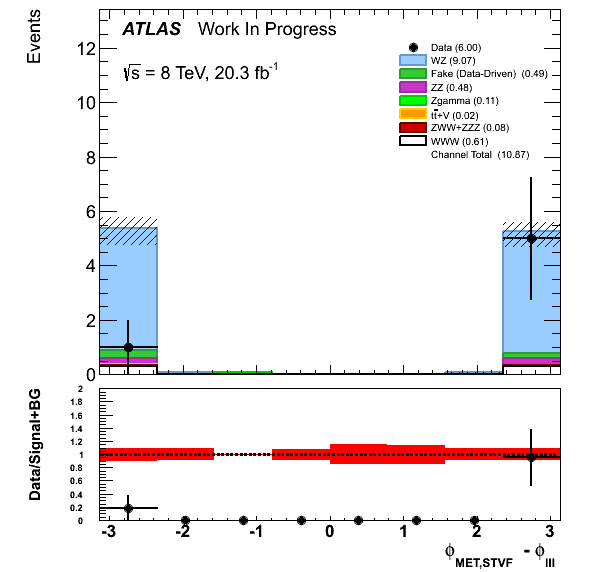 Events
ATLAS Work In Progress
√s = 8 TeV, 20.3 fb⁻¹
Data (6.00)
WZ (9.07)
Fake (Data-Driven) (0.49)
ZZ (0.48)
Zgamma (0.11)
tt̄+V (0.02)
ZWW+ZZZ (0.08)
WWW (0.61)
Channel Total (10.87)
12
10
8
6
4
2
0
Data/Signal+BG
2
1.8
1.6
1.4
1.2
1
0.8
0.6
0.4
0.2
0
-3 -2 -1 0 1 2 3
ϕMET,STVF - ϕlll